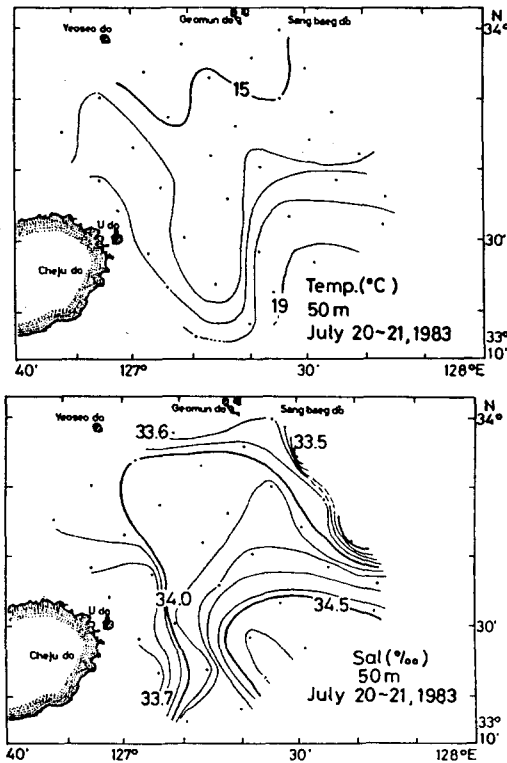 Yeoseo do
Geomun do
Sang baeg do
N
34°
15
U do
30'
Cheju do
Temp.(°C)
50 m
19
July 20~21, 1983
33°
10'
40'
127°
30'
128°E
Yeoseo do
Geomun do
Sang baeg do
N
34°
33.6
33.5
34.0
34.5
U do
30'
Cheju do
Sal(‰)
50 m
33.7
July 20~21, 1983
33°
10'
40'
127°
30'
128°E